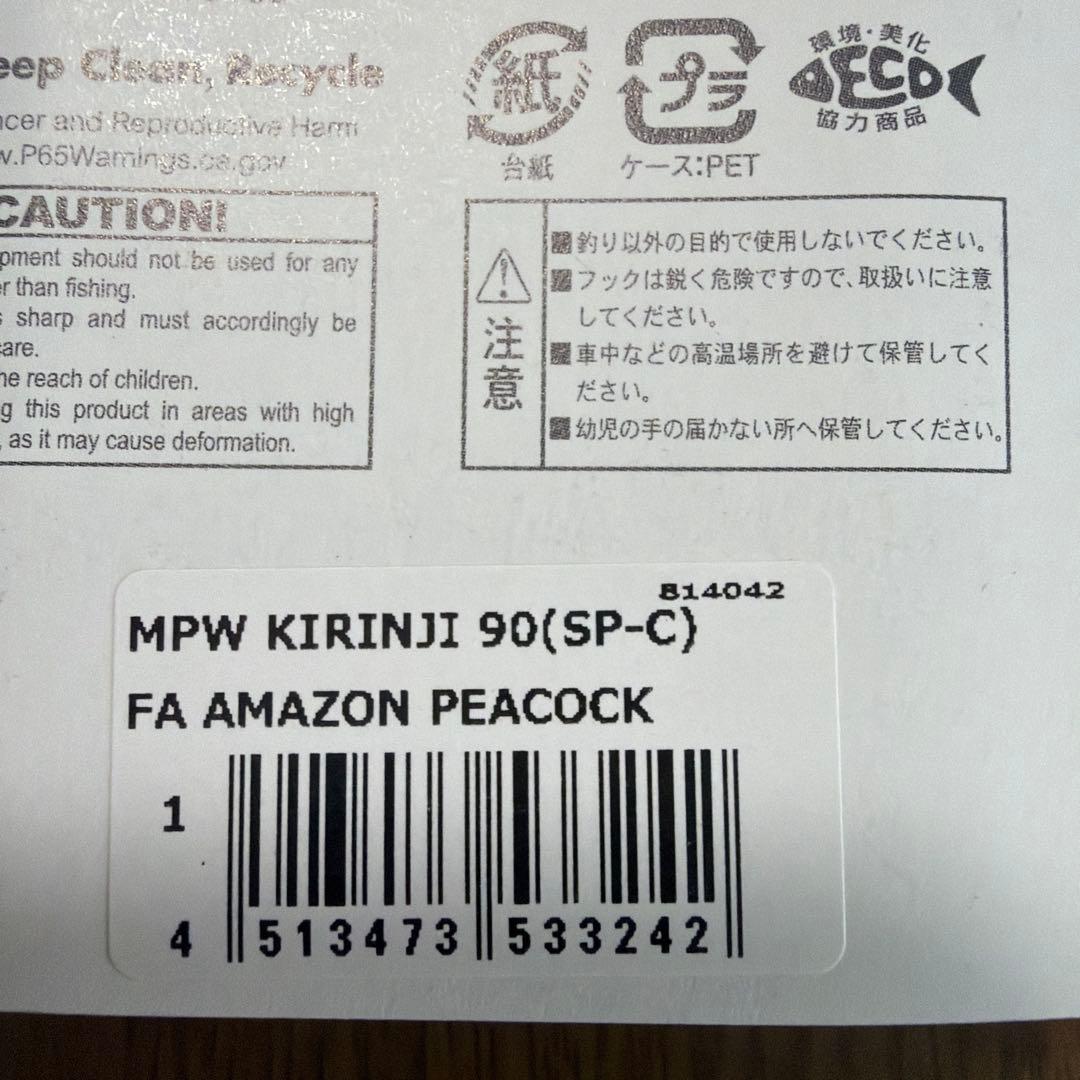 eep Clean, Recycle
ncer and Reproductive Harm
w.P65Warnings.ca.gov
紙
台紙
プラ
ケース:PET
環境・美化
ECO
協力商品
CAUTION!
pment should not be used for any
r than fishing.
s sharp and must accordingly be
are.
he reach of children.
g this product in areas with high
, as it may cause deformation.
注意
■釣り以外の目的で使用しないでください。
■フックは鋭く危険ですので、取扱いに注意
してください。
■車中などの高温場所を避けて保管してく
ださい。
■幼児の手の届かない所へ保管してください。
814042
MPW KIRINJI 90(SP-C)
FA AMAZON PEACOCK
1
4 513473 533242